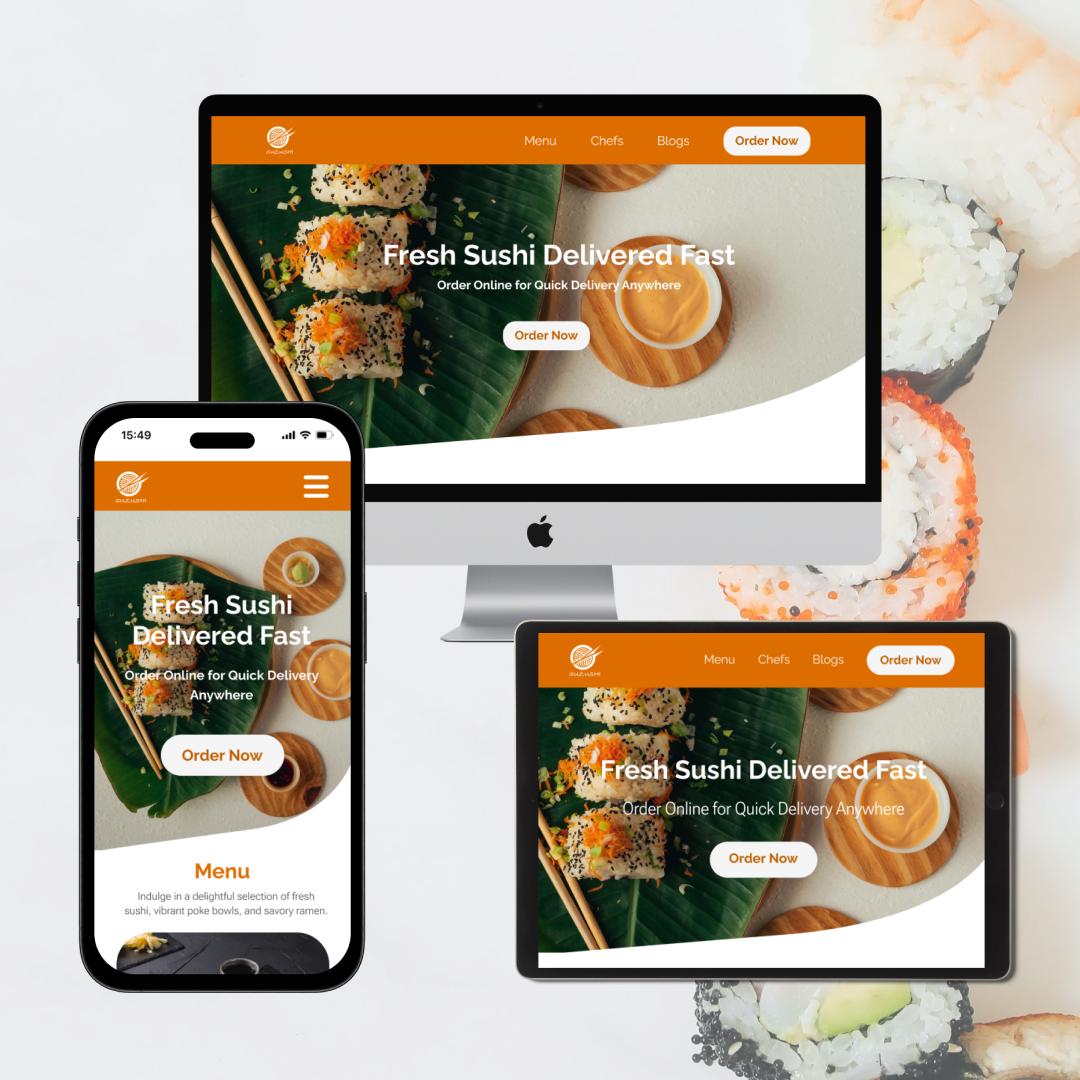 Menu Chefs Blogs Order Now
Fresh Sushi Delivered Fast
Order Online for Quick Delivery Anywhere
Order Now
15:49
Fresh Sushi
Delivered Fast
Order Online for Quick Delivery
Anywhere
Order Now
Menu
Indulge in a delightful selection of fresh
sushi, vibrant poke bowls, and savory ramen.
Menu Chefs Blogs Order Now
Fresh Sushi Delivered Fast
Order Online for Quick Delivery Anywhere
Order Now